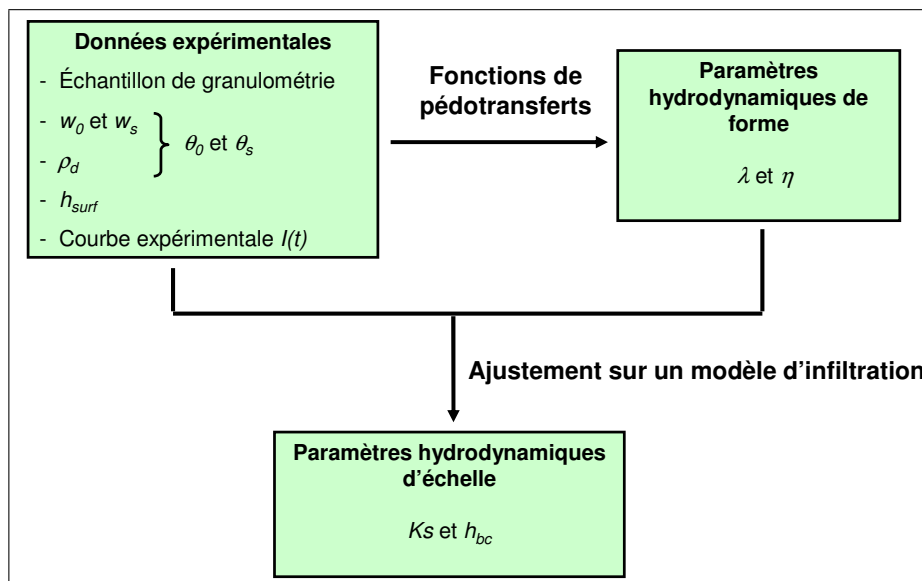 Données expérimentales
- Échantillon de granulométrie
- w0 et ws
- ρd
θ0 et θs
- hsurf
- Courbe expérimentale I(t)
Fonctions de
pédotransferts
Paramètres
hydrodynamiques de
forme
λ et η
Ajustement sur un modèle d'infiltration
Paramètres hydrodynamiques
d'échelle
Ks et hbc